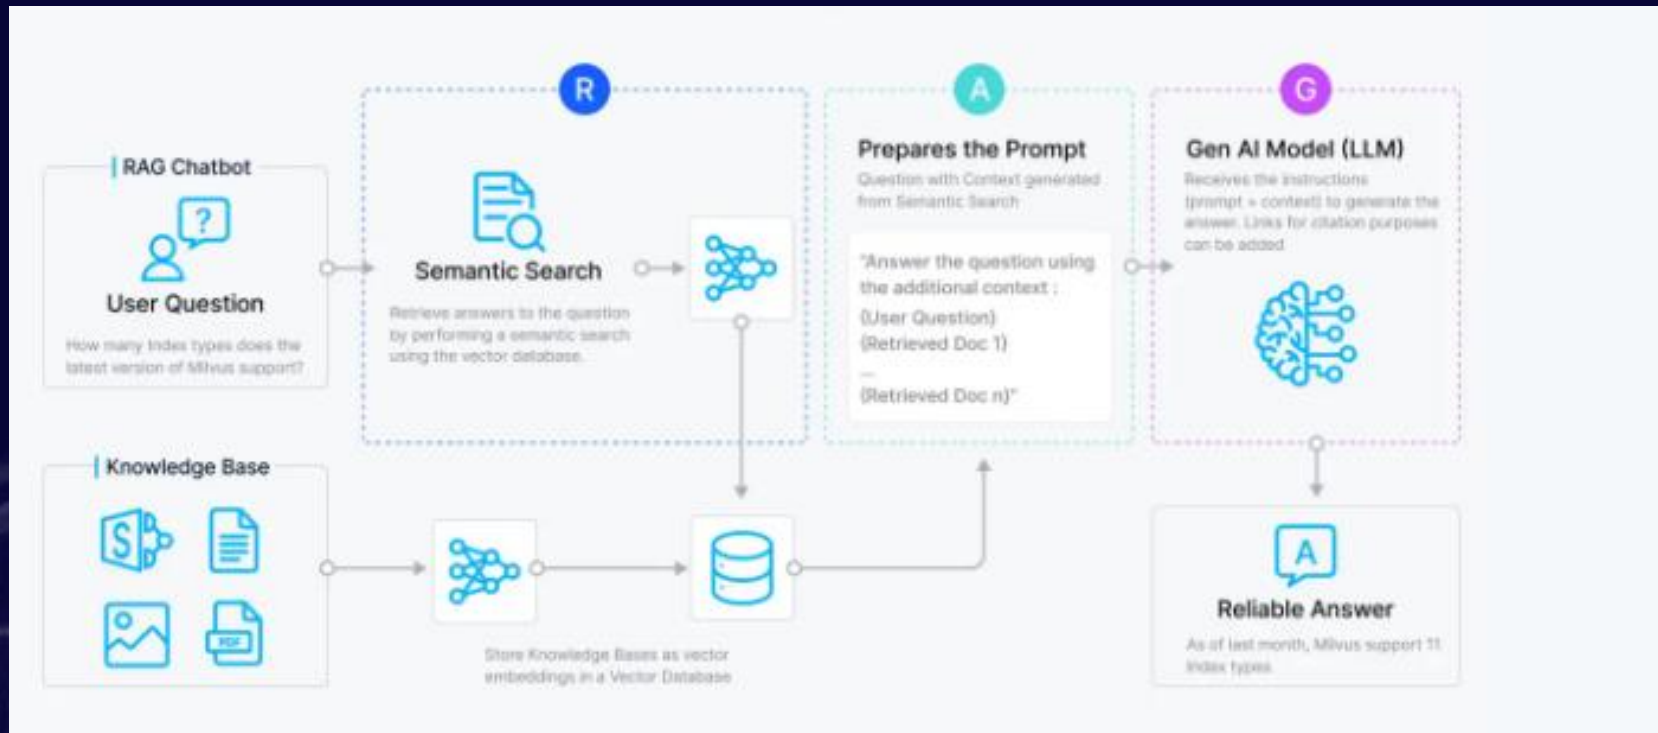 R
A
G
RAG Chatbot
?
User Question
How many Index types does the
latest version of Milvus support?
Semantic Search
Retrieve answers to the question
by performing a semantic search
using the vector database.
Prepares the Prompt
Question with Context generated
from Semantic Search
"Answer the question using
the additional context :
(User Question)
(Retrieved Doc 1)
...
(Retrieved Doc n)"
Gen AI Model (LLM)
Receives the instructions
(prompt + context) to generate the
answer. Links for citation purposes
can be added
Knowledge Base
S
PDF
Store Knowledge Bases as vector
embeddings in a Vector Database
A
Reliable Answer
As of last month, Milvus support 11
Index types